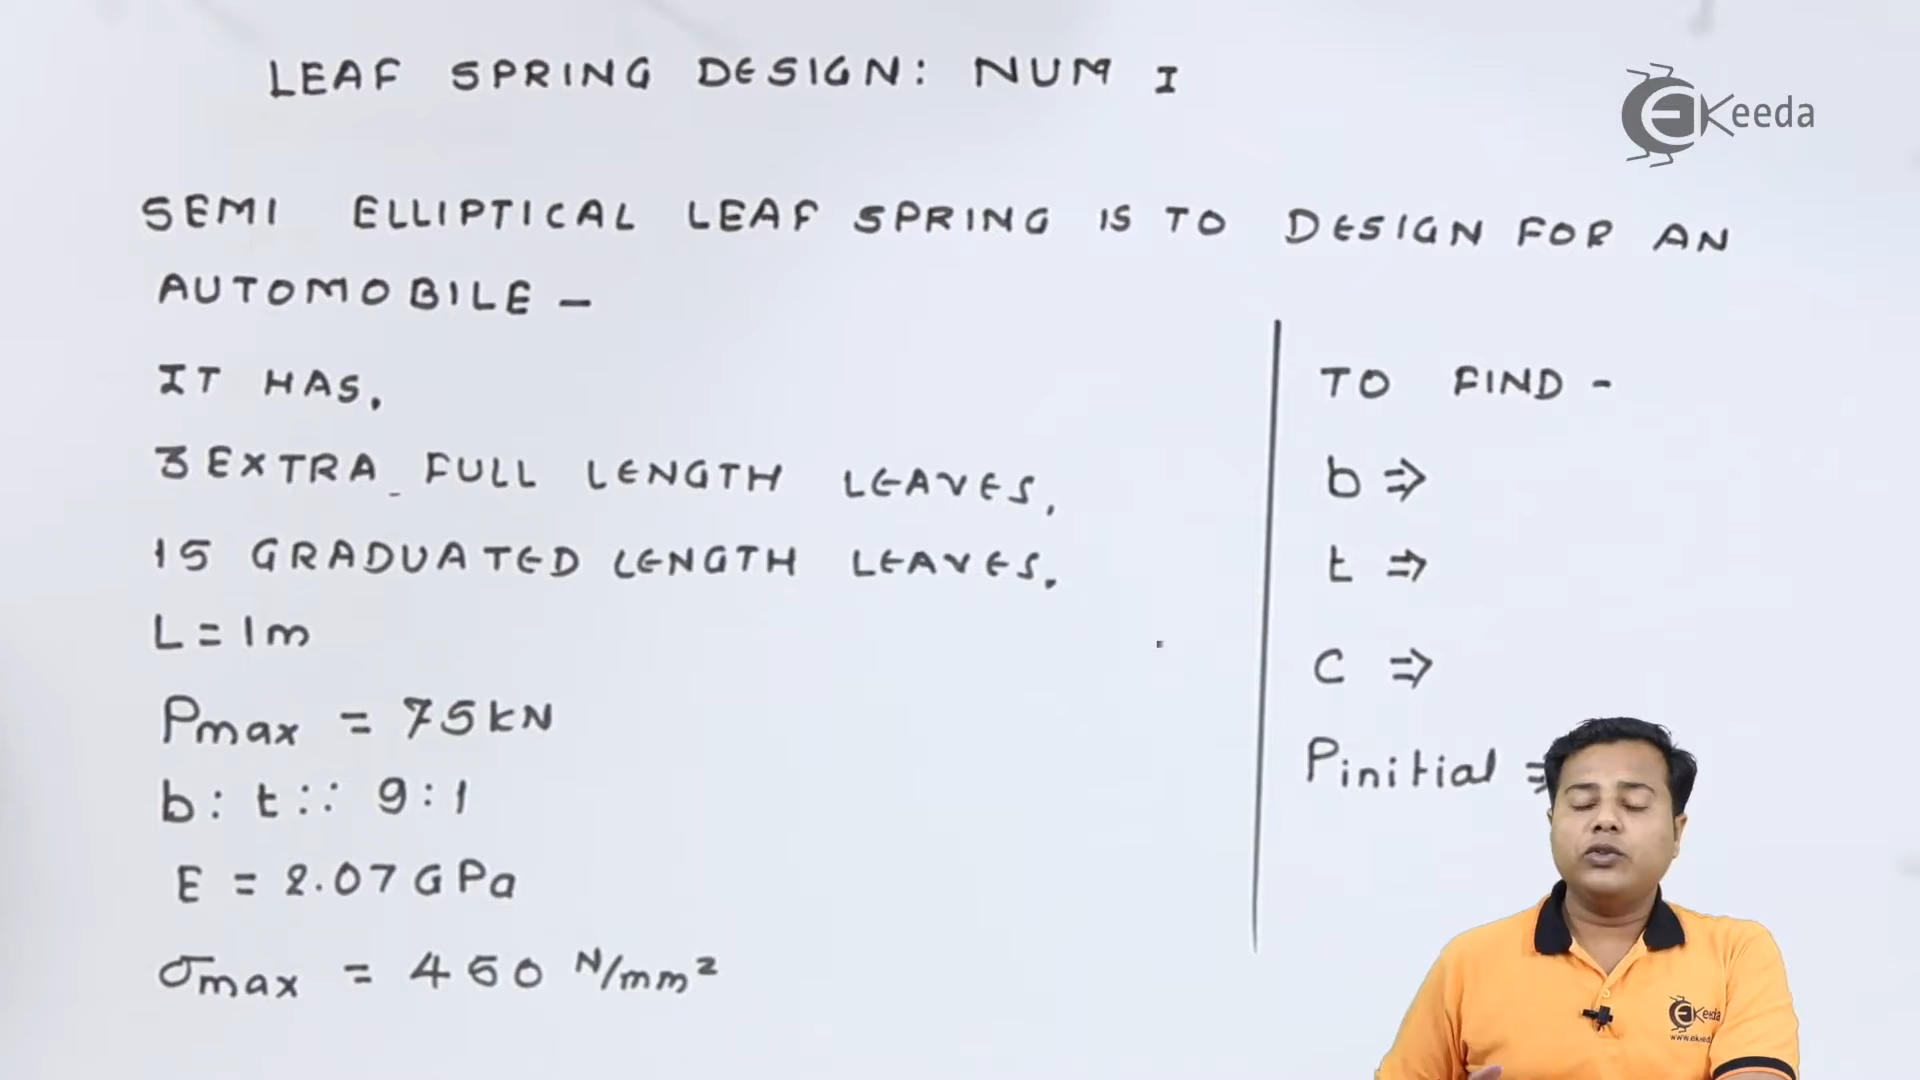 LEAF SPRING DESIGN: NUM I
EKeeda
SEMI ELLIPTICAL LEAF SPRING IS TO DESIGN FOR AN
AUTOMOBILE -
IT HAS,
3 EXTRA FULL LENGTH LEAVES,
15 GRADUATED LENGTH LEAVES.
L = 1m
Pmax = 75kN
b : t :: 9 : 1
E = 2.07 GPa
σmax = 450 N/mm²
TO FIND -
b ⇒
t ⇒
C ⇒
Pinitial ⇒
EKeeda